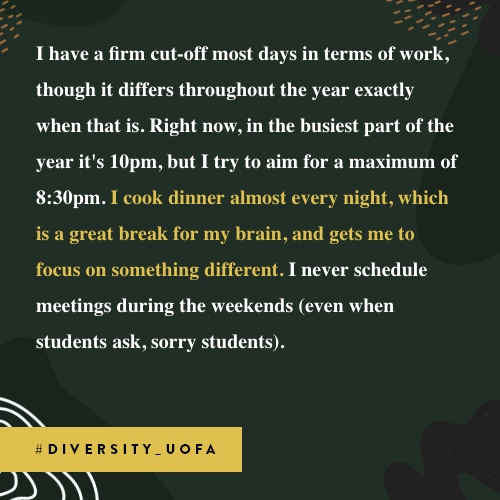 I have a firm cut-off most days in terms of work,
though it differs throughout the year exactly
when that is. Right now, in the busiest part of the
year it's 10pm, but I try to aim for a maximum of
8:30pm. I cook dinner almost every night, which
is a great break for my brain, and gets me to
focus on something different. I never schedule
meetings during the weekends (even when
students ask, sorry students).
#DIVERSITY_UOFA